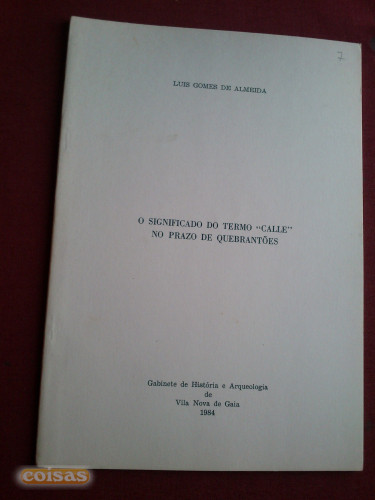 7
LUIS GOMES DE ALMEIDA
O SIGNIFICADO DO TERMO “CALLE”
NO PRAZO DE QUEBRANTÕES
Gabinete de História e Arqueologia
de
Vila Nova de Gaia
1984
coisas